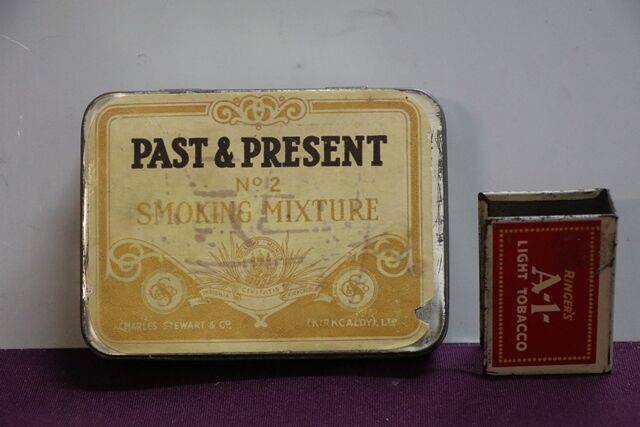 PAST & PRESENT
Nº 2
SMOKING MIXTURE
CHARLES STEWART & Cº.
(KIRKCALDY), LTD
RINGER'S
A-1-
LIGHT TOBACCO